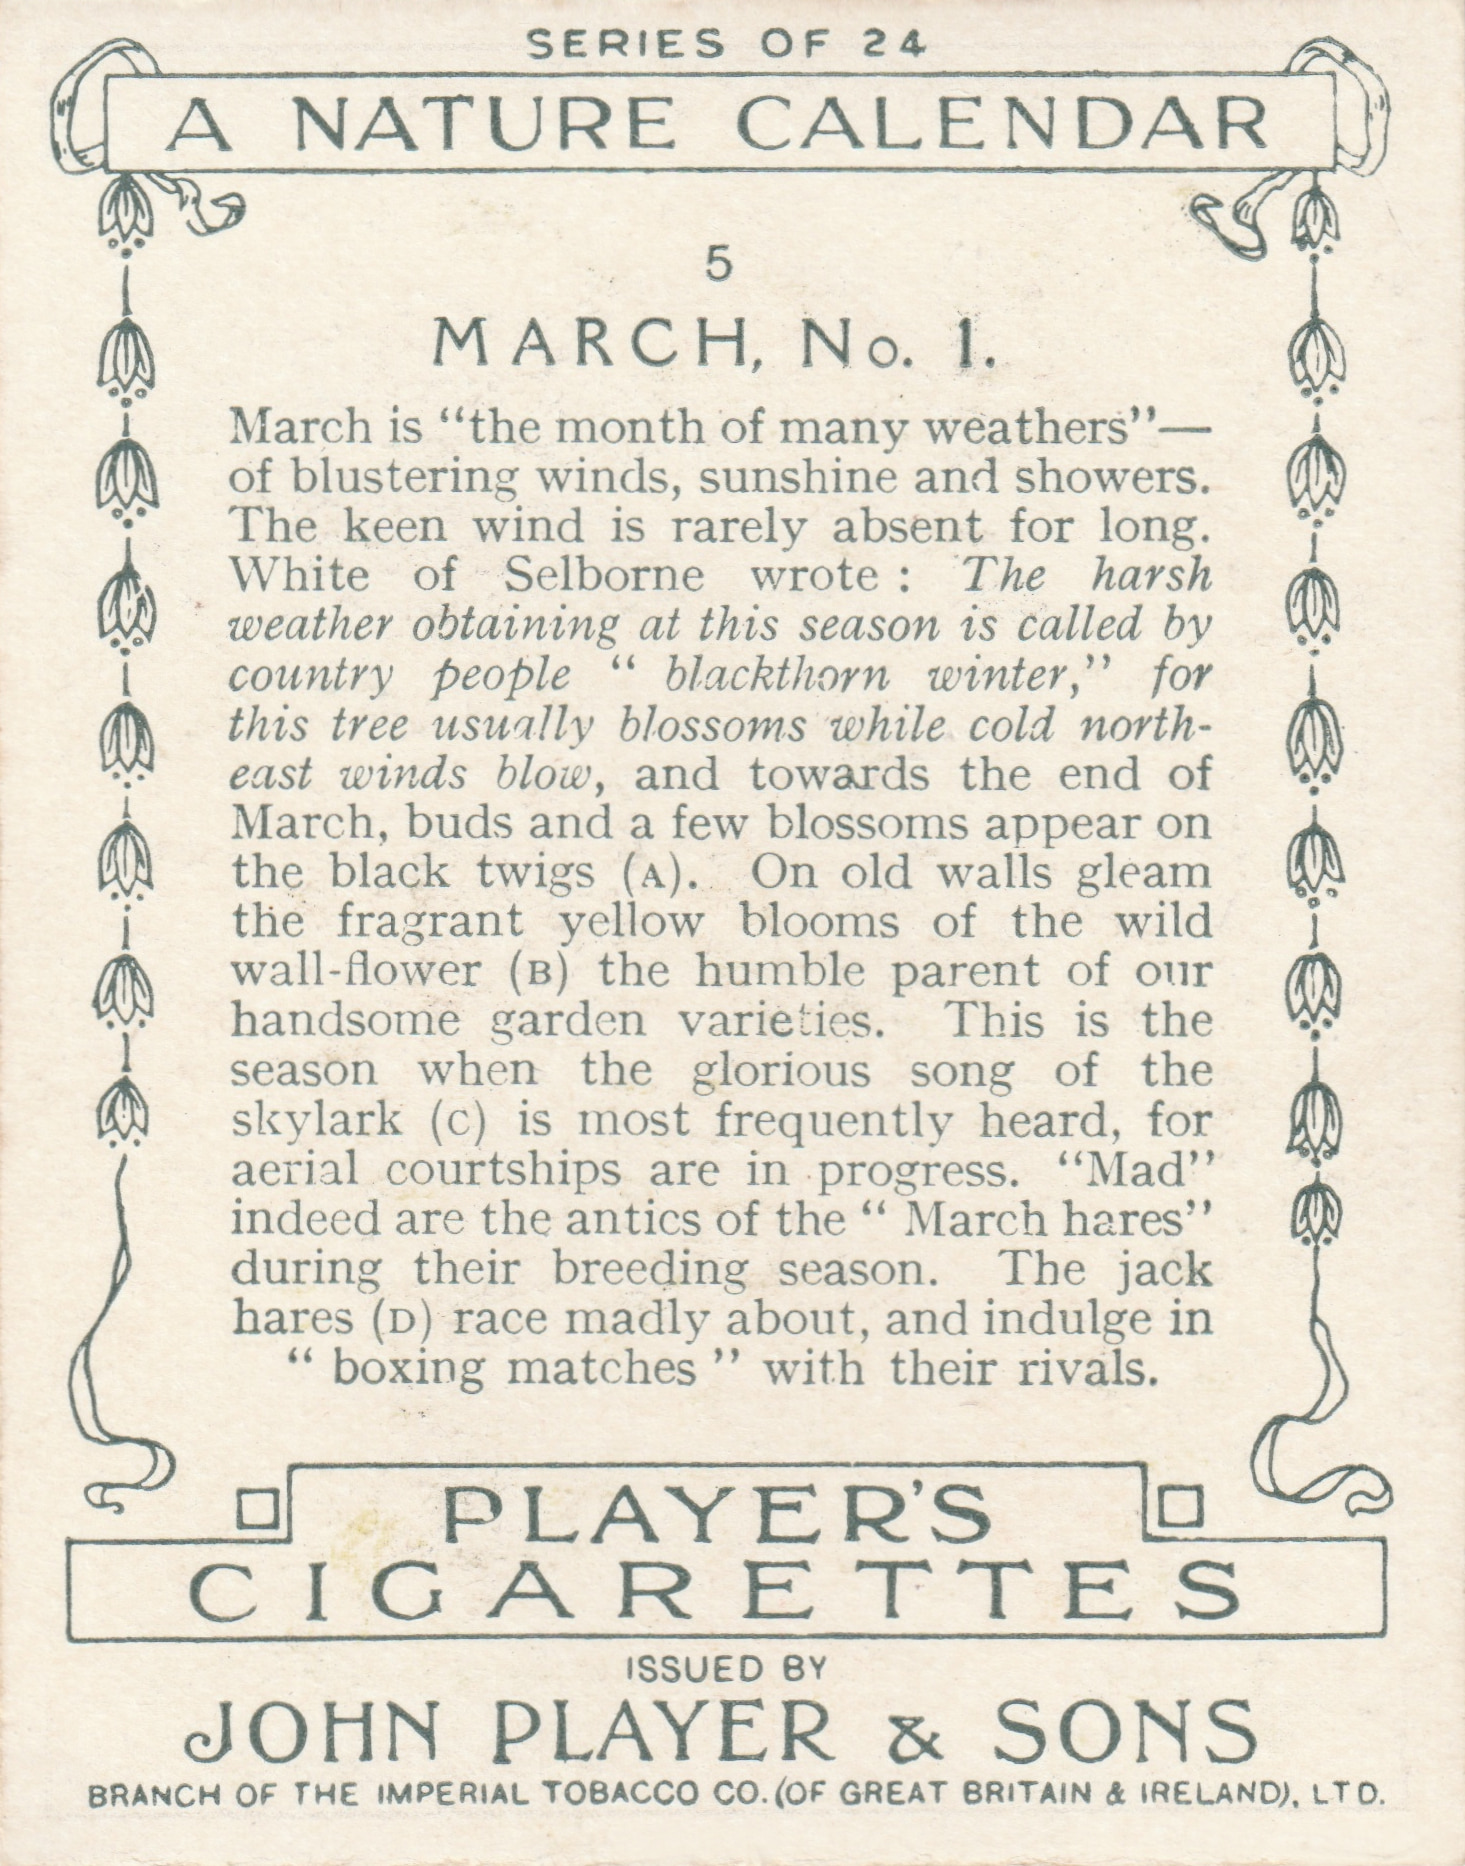 SERIES OF 24
A NATURE CALENDAR
5
MARCH, No. 1.
March is "the month of many weathers"—
of blustering winds, sunshine and showers.
The keen wind is rarely absent for long.
White of Selborne wrote : The harsh
weather obtaining at this season is called by
country people " blackthorn winter," for
this tree usually blossoms while cold north-
east winds blow, and towards the end of
March, buds and a few blossoms appear on
the black twigs (A). On old walls gleam
the fragrant yellow blooms of the wild
wall-flower (B) the humble parent of our
handsome garden varieties. This is the
season when the glorious song of the
skylark (C) is most frequently heard, for
aerial courtships are in progress. "Mad"
indeed are the antics of the " March hares"
during their breeding season. The jack
hares (D) race madly about, and indulge in
" boxing matches " with their rivals.
PLAYER'S
CIGARETTES
ISSUED BY
JOHN PLAYER & SONS
BRANCH OF THE IMPERIAL TOBACCO CO. (OF GREAT BRITAIN & IRELAND), LTD.